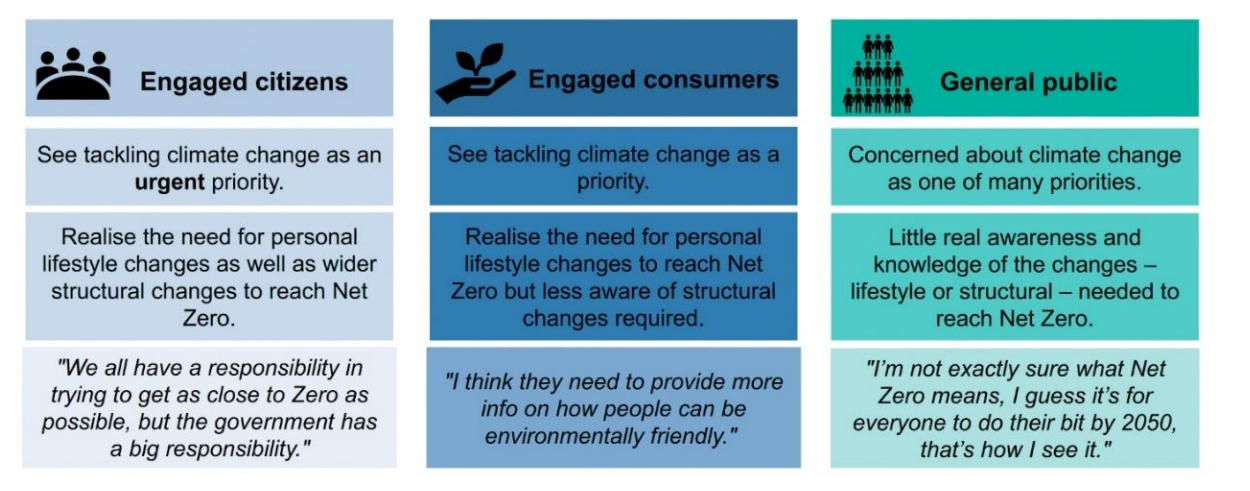 Engaged citizens
See tackling climate change as an
urgent priority.
Realise the need for personal
lifestyle changes as well as wider
structural changes to reach Net
Zero.
"We all have a responsibility in
trying to get as close to Zero as
possible, but the government has
a big responsibility."
Engaged consumers
See tackling climate change as a
priority.
Realise the need for personal
lifestyle changes to reach Net
Zero but less aware of structural
changes required.
"I think they need to provide more
info on how people can be
environmentally friendly."
General public
Concerned about climate change
as one of many priorities.
Little real awareness and
knowledge of the changes –
lifestyle or structural – needed to
reach Net Zero.
"I’m not exactly sure what Net
Zero means, I guess it’s for
everyone to do their bit by 2050,
that’s how I see it."